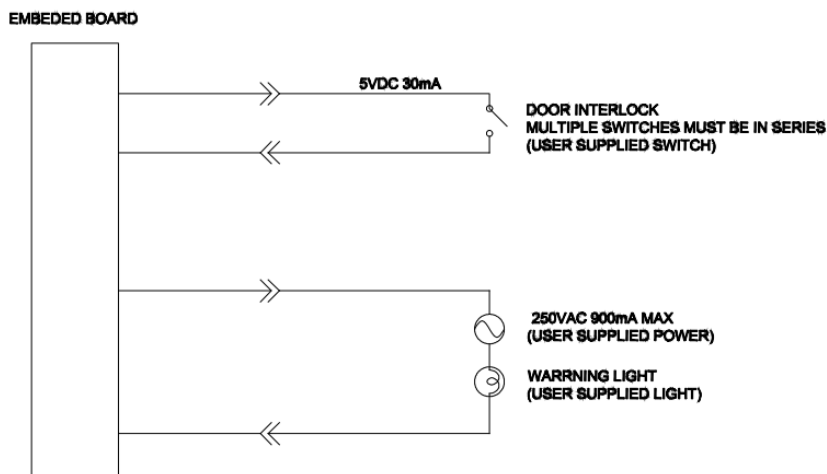 EMBEDED BOARD
5VDC 30mA
DOOR INTERLOCK
MULTIPLE SWITCHES MUST BE IN SERIES
(USER SUPPLIED SWITCH)
250VAC 900mA MAX
(USER SUPPLIED POWER)
WARRNING LIGHT
(USER SUPPLIED LIGHT)